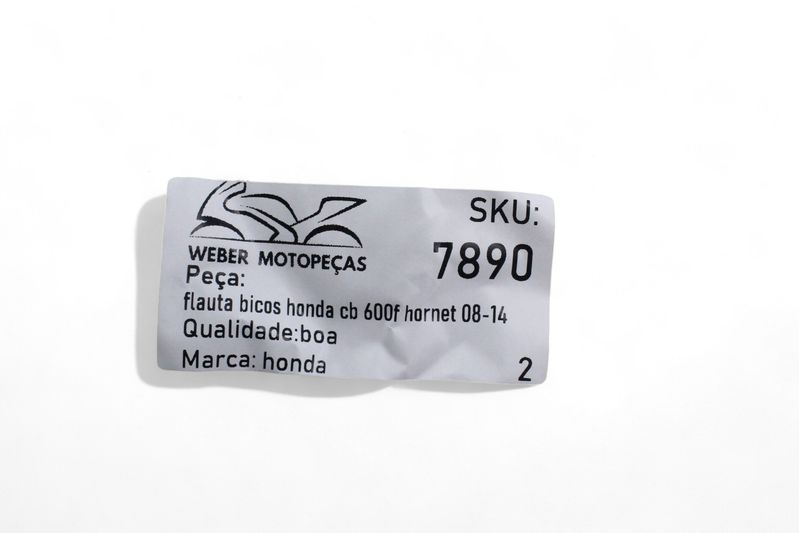 SKU:
7890
WEBER MOTOPEÇAS
Peça:
flauta bicos honda cb 600f hornet 08-14
Qualidade:boa
Marca: honda
2